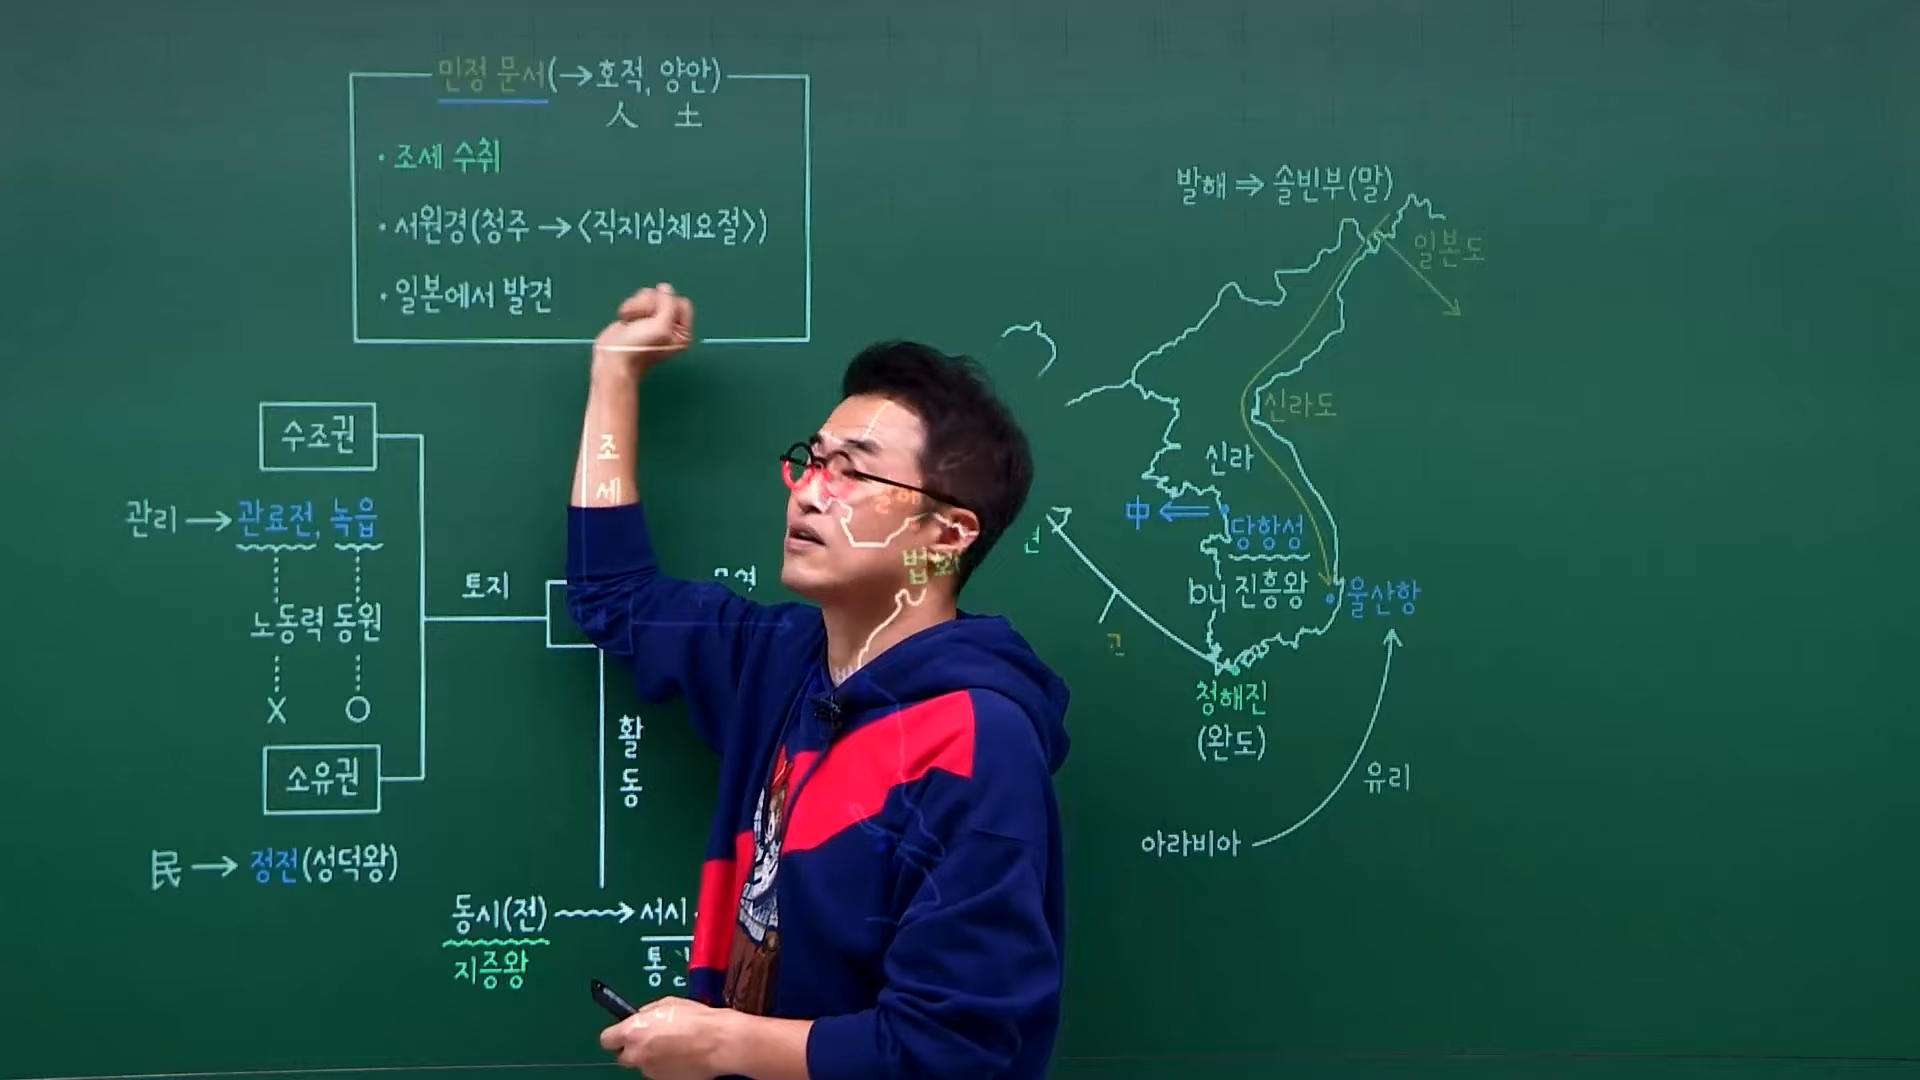 민정 문서(→호적, 양안)
人 土
· 조세 수취
· 서원경(청주 → 〈직지심체요절〉)
· 일본에서 발견
수조권
관리 → 관료전, 녹읍
노동력 동원
X O
소유권
民 → 정전(성덕왕)
토지
조세
활동
동시(전) → 서시
지증왕
발해 ⇒ 솔빈부(말)
일본도
신라도
신라
中 ⇐ 당항성
by 진흥왕
울산항
청해진
(완도)
유리
아라비아